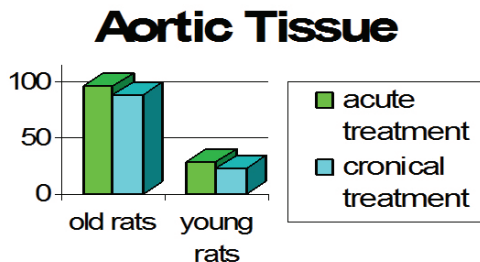 Aortic Tissue
100
50
0
old rats
young
rats
acute
treatment
cronical
treatment